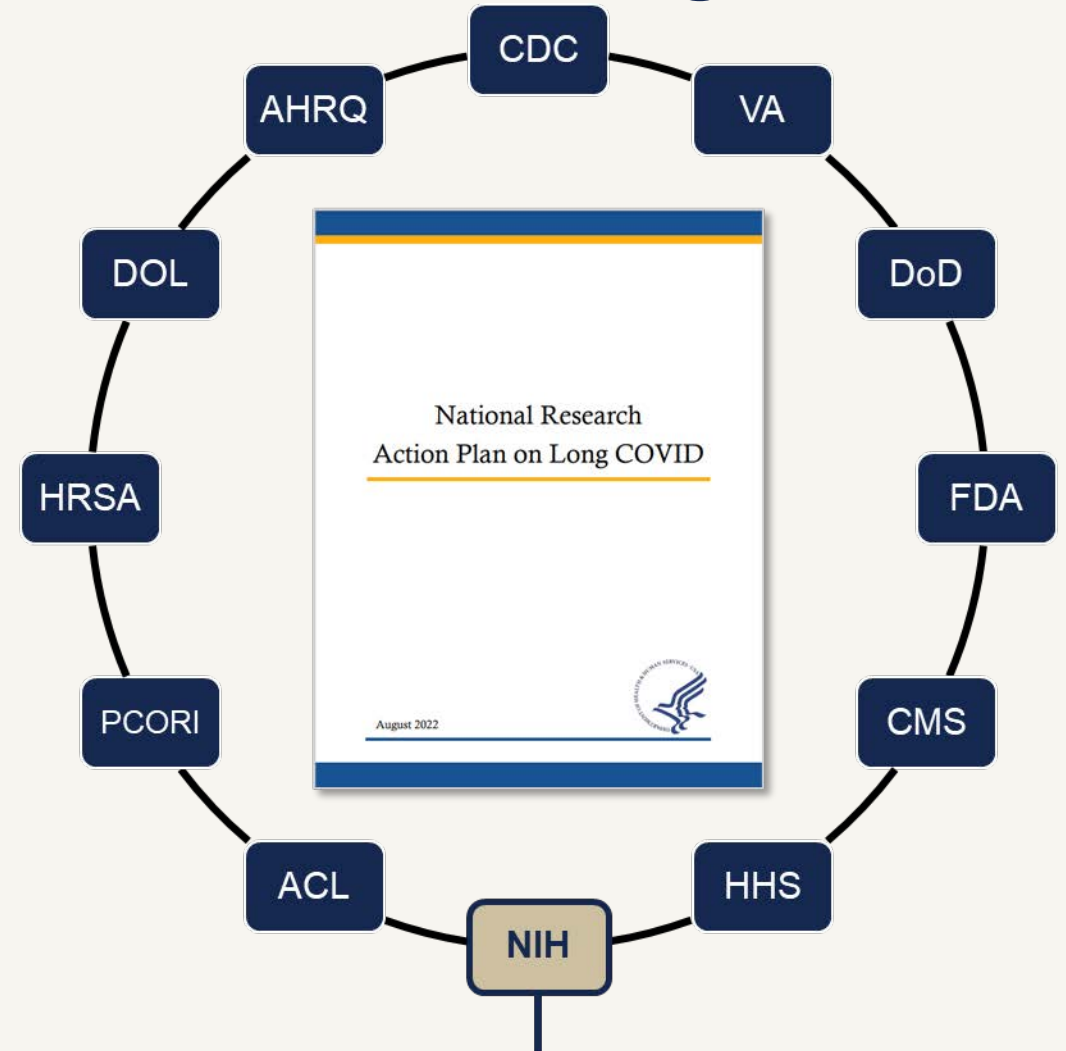 CDC
AHRQ
VA
DOL
DoD
National Research
Action Plan on Long COVID
HRSA
FDA
PCORI
CMS
August 2022
ACL
HHS
NIH